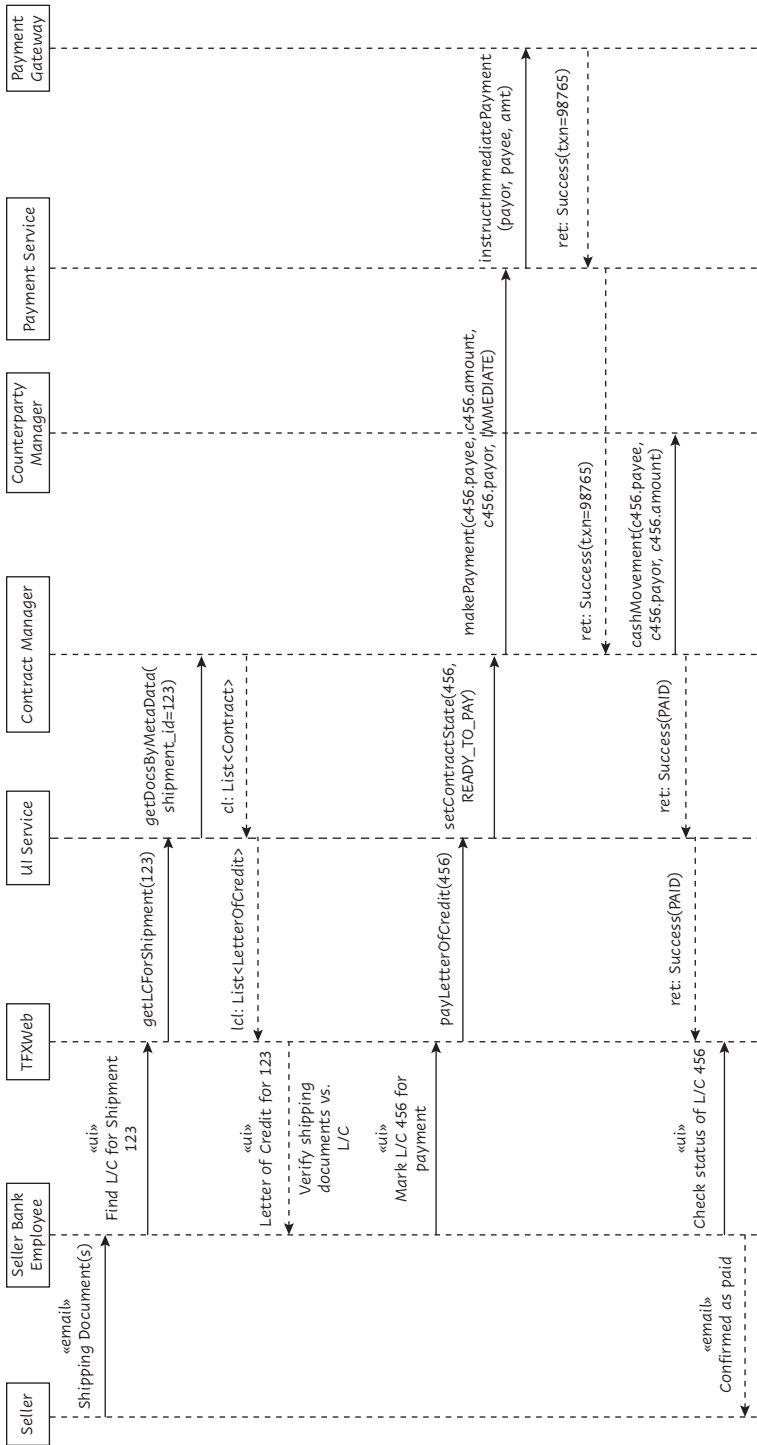 Seller
Seller Bank
Employee
TFXWeb
UI Service
Contract Manager
Counterparty
Manager
Payment Service
Payment
Gateway
«email»
Shipping Document(s)
«ui»
Find L/C for Shipment
123
getLCForShipment(123)
getDocsByMetaData(
shipment_id=123)
cl: List<Contract>
lcl: List<LetterOfCredit>
«ui»
Letter of Credit for 123
Verify shipping
documents vs.
L/C
«ui»
Mark L/C 456 for
payment
payLetterOfCredit(456)
setContractState(456,
READY_TO_PAY)
makePayment(c456.payee, c456.amount,
c456.payor, IMMEDIATE)
instructImmediatePayment
(payor, payee, amt)
ret: Success(txn=98765)
ret: Success(txn=98765)
cashMovement(c456.payee,
c456.payor, c456.amount)
ret: Success(PAID)
ret: Success(PAID)
«ui»
Check status of L/C 456
«email»
Confirmed as paid